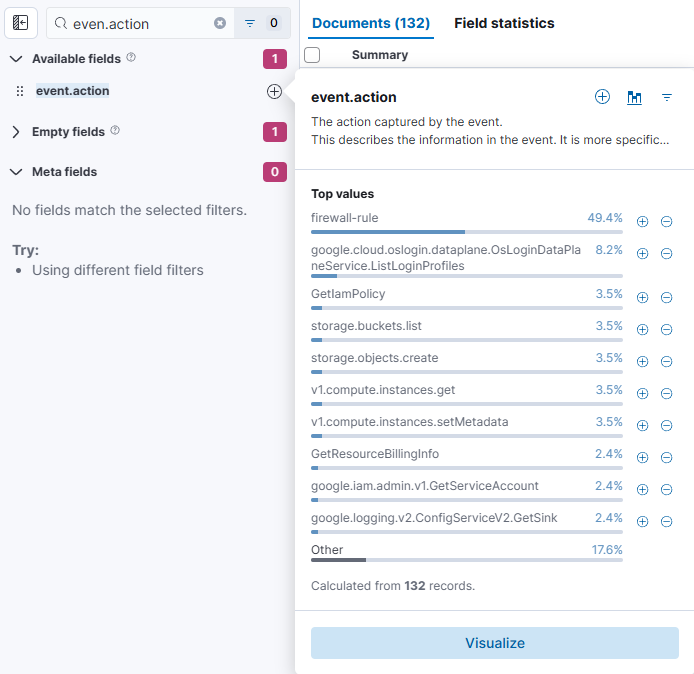 even.action
0
Documents (132)
Field statistics
Available fields
1
Summary
event.action
Empty fields
1
Meta fields
0
No fields match the selected filters.
Try:
• Using different field filters
event.action
The action captured by the event.
This describes the information in the event. It is more specific...
Top values
firewall-rule 49.4%
google.cloud.oslogin.dataplane.OsLoginDataPla 8.2%
neService.ListLoginProfiles
GetIamPolicy 3.5%
storage.buckets.list 3.5%
storage.objects.create 3.5%
v1.compute.instances.get 3.5%
v1.compute.instances.setMetadata 3.5%
GetResourceBillingInfo 2.4%
google.iam.admin.v1.GetServiceAccount 2.4%
google.logging.v2.ConfigServiceV2.GetSink 2.4%
Other 17.6%
Calculated from 132 records.
Visualize